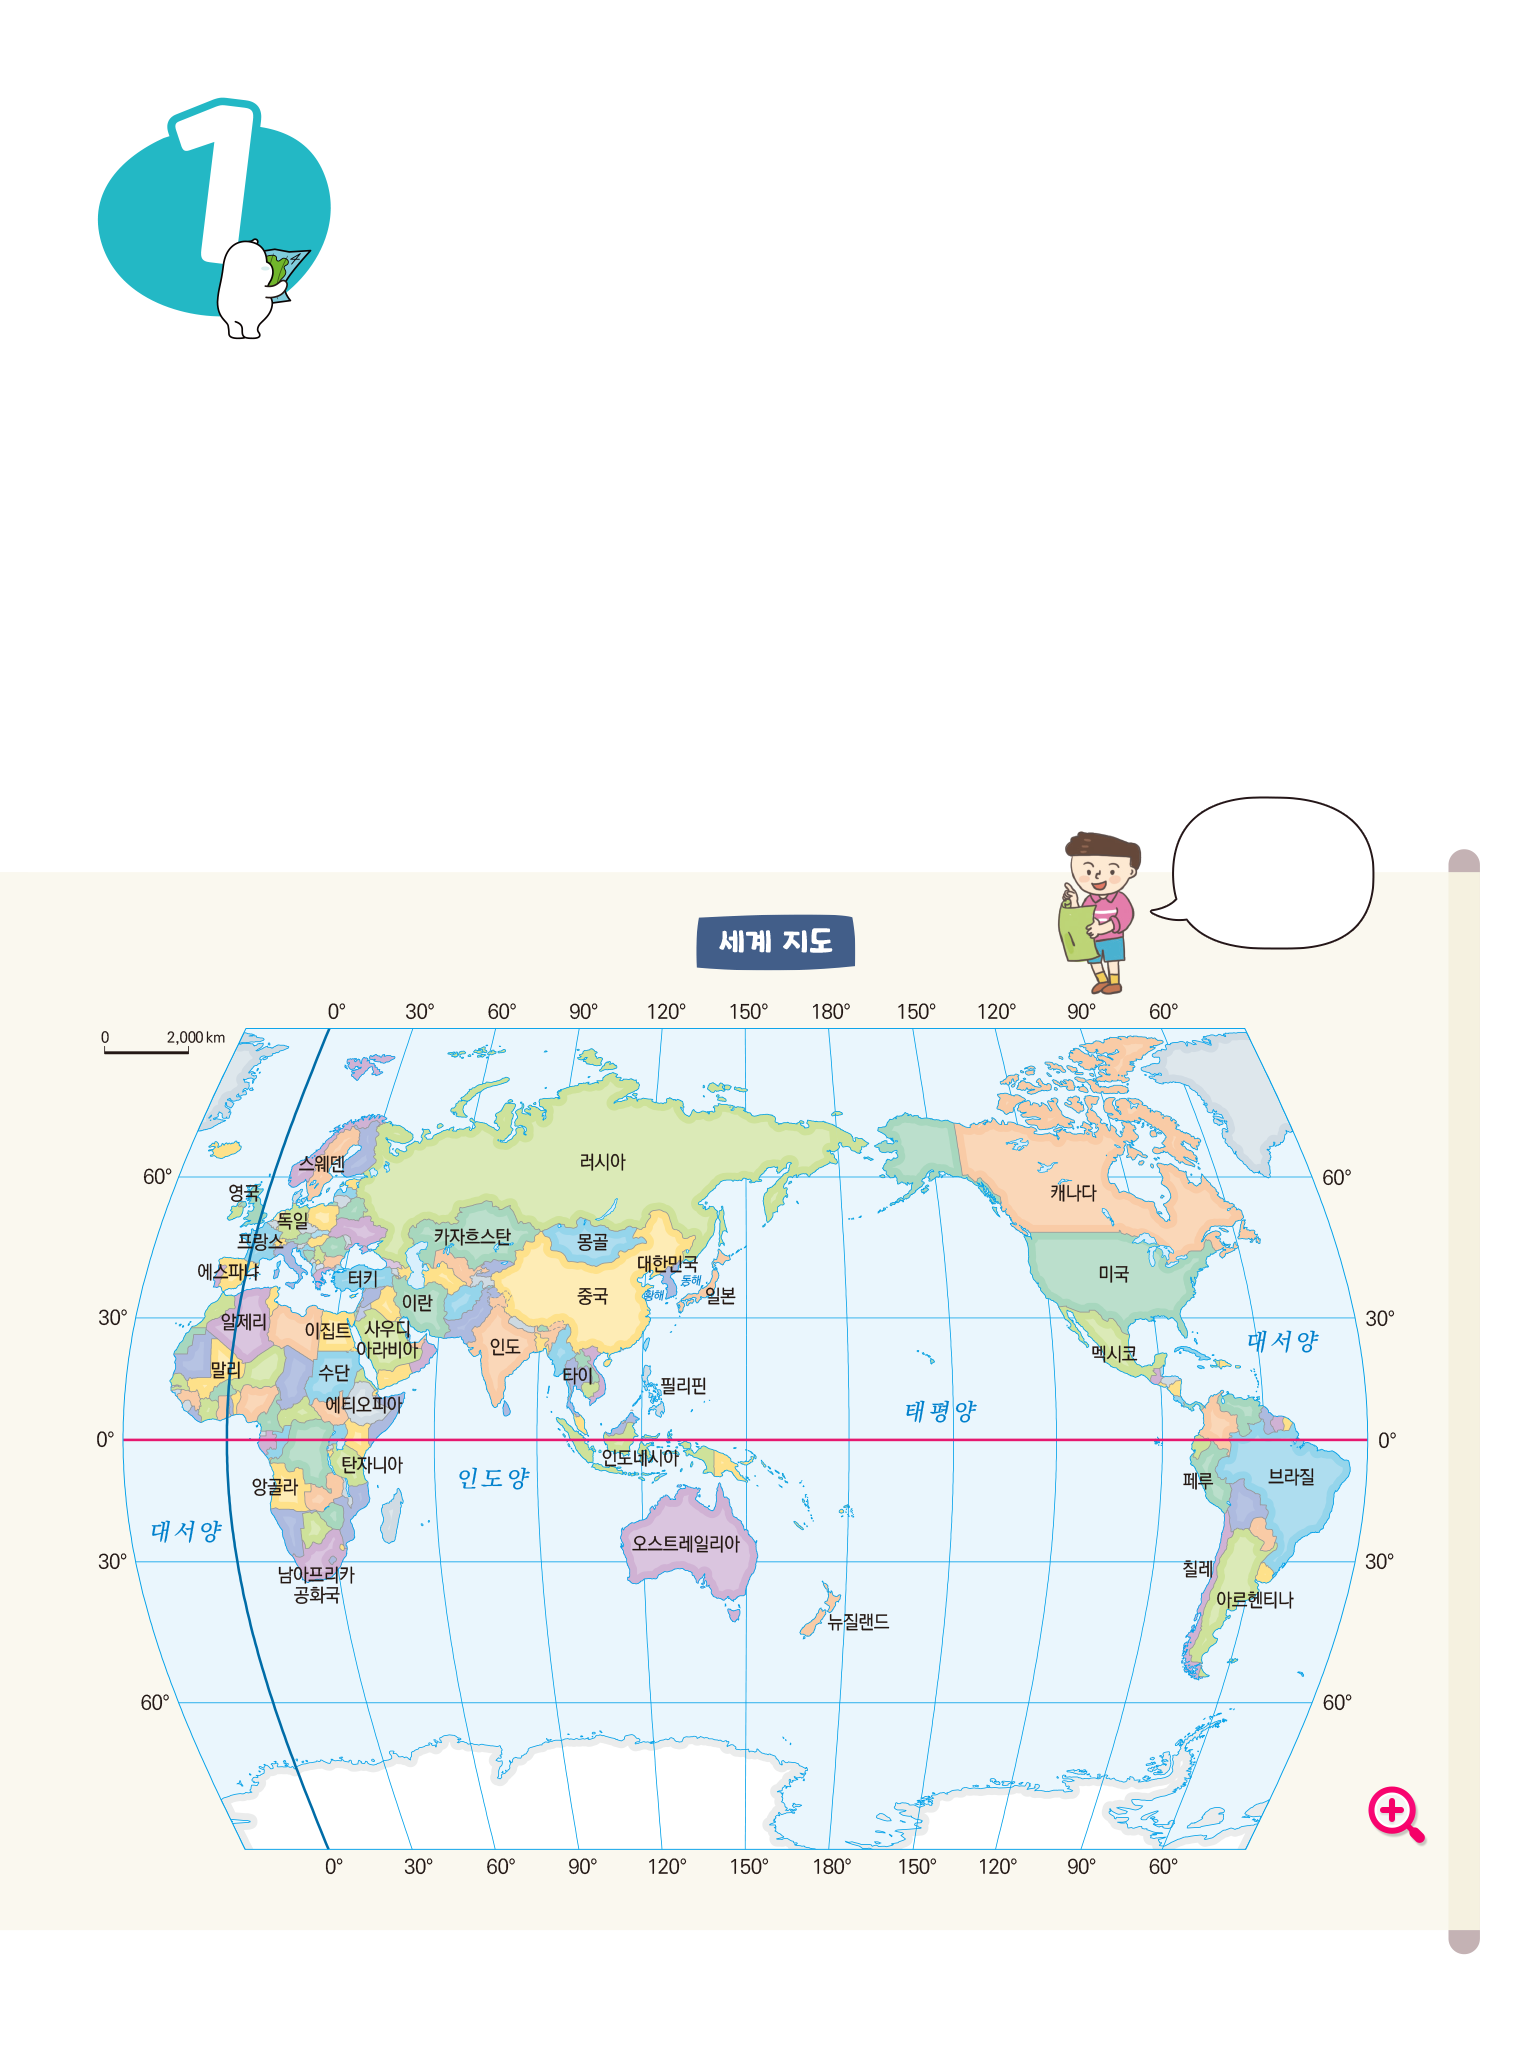 1
세계 지도
0° 30° 60° 90° 120° 150° 180° 150° 120° 90° 60°
0 2,000 km
60° 스웨덴 러시아 캐나다 60°
영국
독일
프랑스 카자흐스탄 몽골
에스파냐 터키 대한민국 미국
동해
이란 중국 황해 일본
30° 알제리 이집트 사우디 30°
아라비아 인도 멕시코 대서양
말리 수단 타이 필리핀
에티오피아 태평양
0° 0°
탄자니아 인도네시아
앙골라 인도양 페루 브라질
대서양 오스트레일리아
30° 남아프리카 칠레 30°
공화국 아르헨티나
뉴질랜드
60° 60°
0° 30° 60° 90° 120° 150° 180° 150° 120° 90° 60°